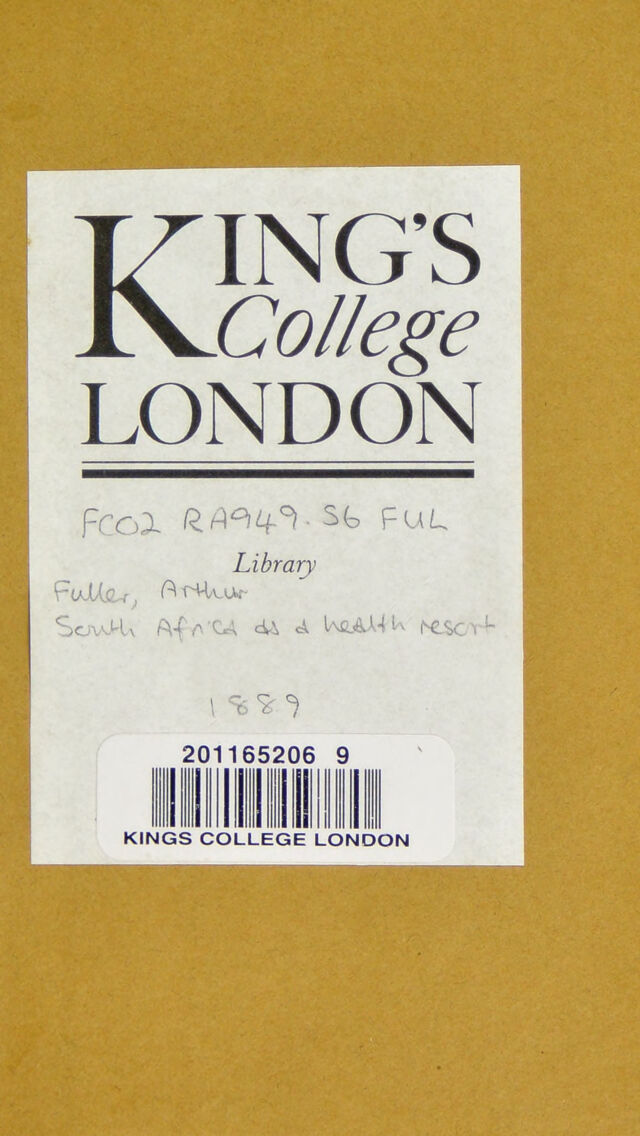 KING'S
College
LONDON
FCO2 RA949.S6 FUL
Library
Fuller, Arthur
South Africa as a health resort
1889
201165206 9
KINGS COLLEGE LONDON